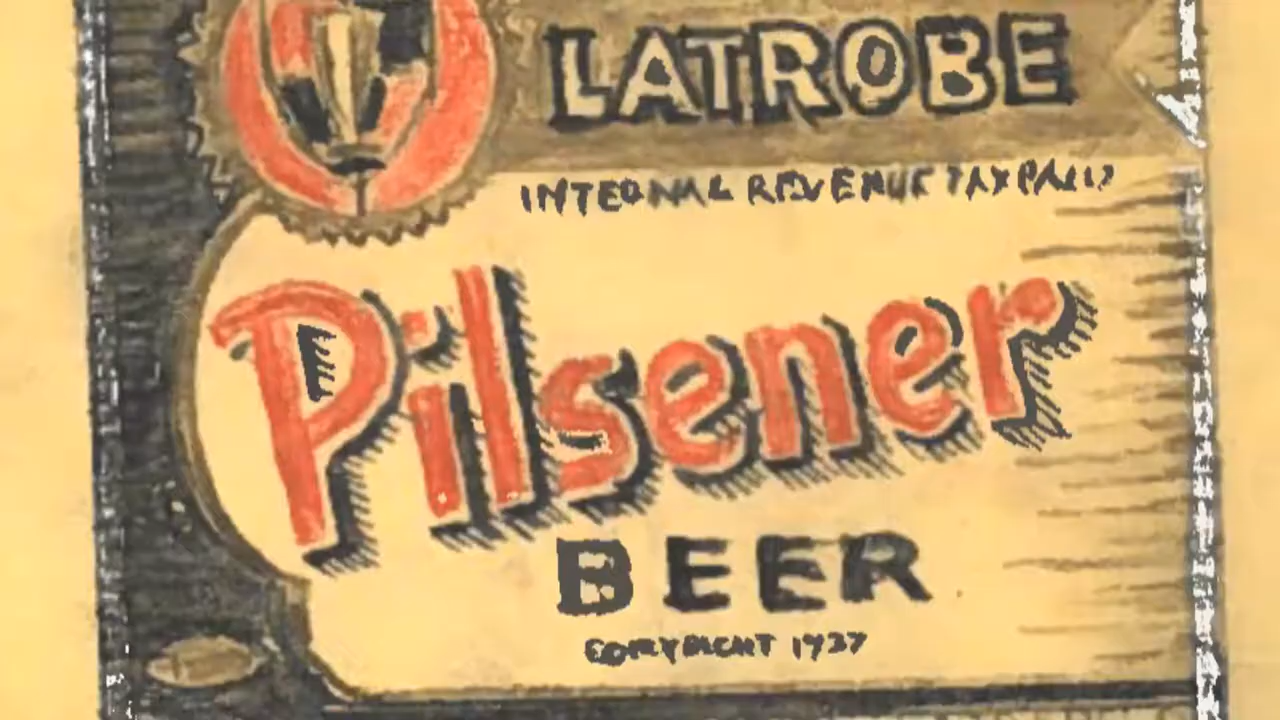 LATROBE
INTERNAL REVENUE TAX PAID
Pilsener
BEER
COPYRIGHT 1937